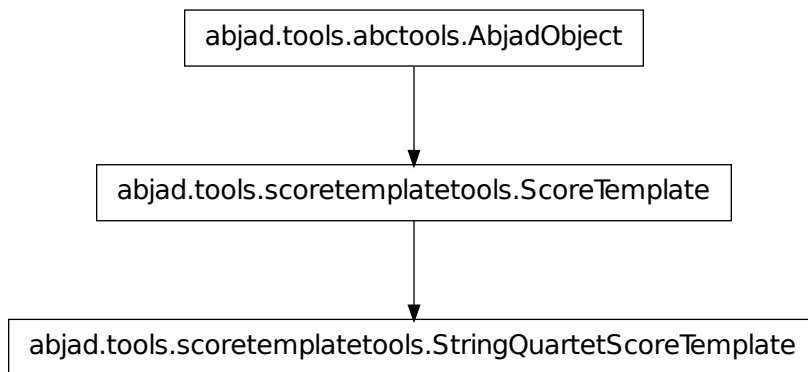 abjad.tools.abctools.AbjadObject
abjad.tools.scoretemplatetools.ScoreTemplate
abjad.tools.scoretemplatetools.StringQuartetScoreTemplate